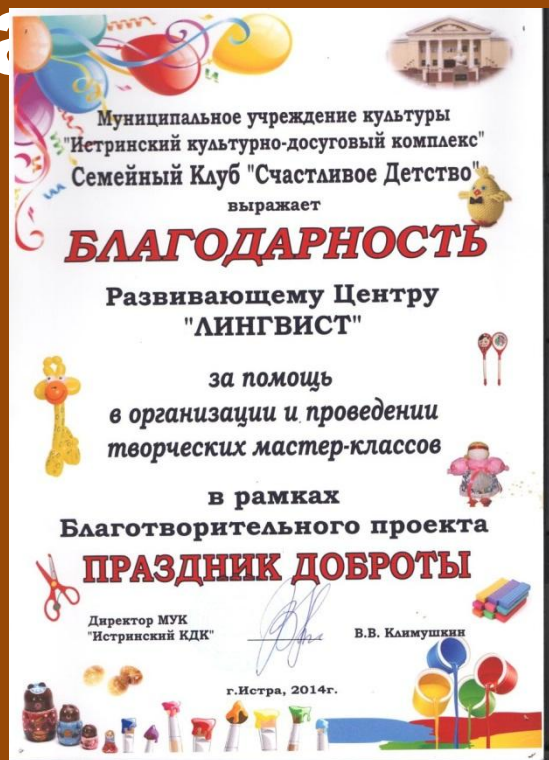 Муниципальное учреждение культуры
"Истринский культурно-досуговый комплекс"
Семейный Клуб "Счастливое Детство"
выражает
БЛАГОДАРНОСТЬ
Развивающему Центру
"ЛИНГВИСТ"
за помощь
в организации и проведении
творческих мастер-классов
в рамках
Благотворительного проекта
ПРАЗДНИК ДОБРОТЫ
Директор МУК
"Истринский КДК"
В.В. Климушкин
г.Истра, 2014г.